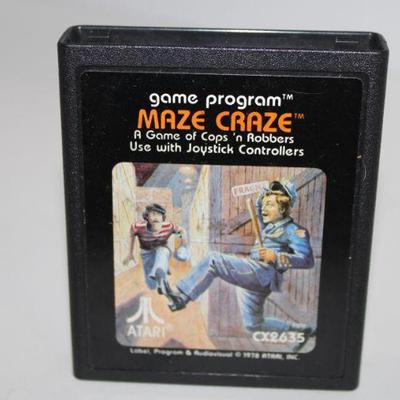 game program™
MAZE CRAZE™
A Game of Cops 'n Robbers
Use with Joystick Controllers
FRAGILE
ATARI
CX2635
Label, Program & Audiovisual © 1978 ATARI, INC.